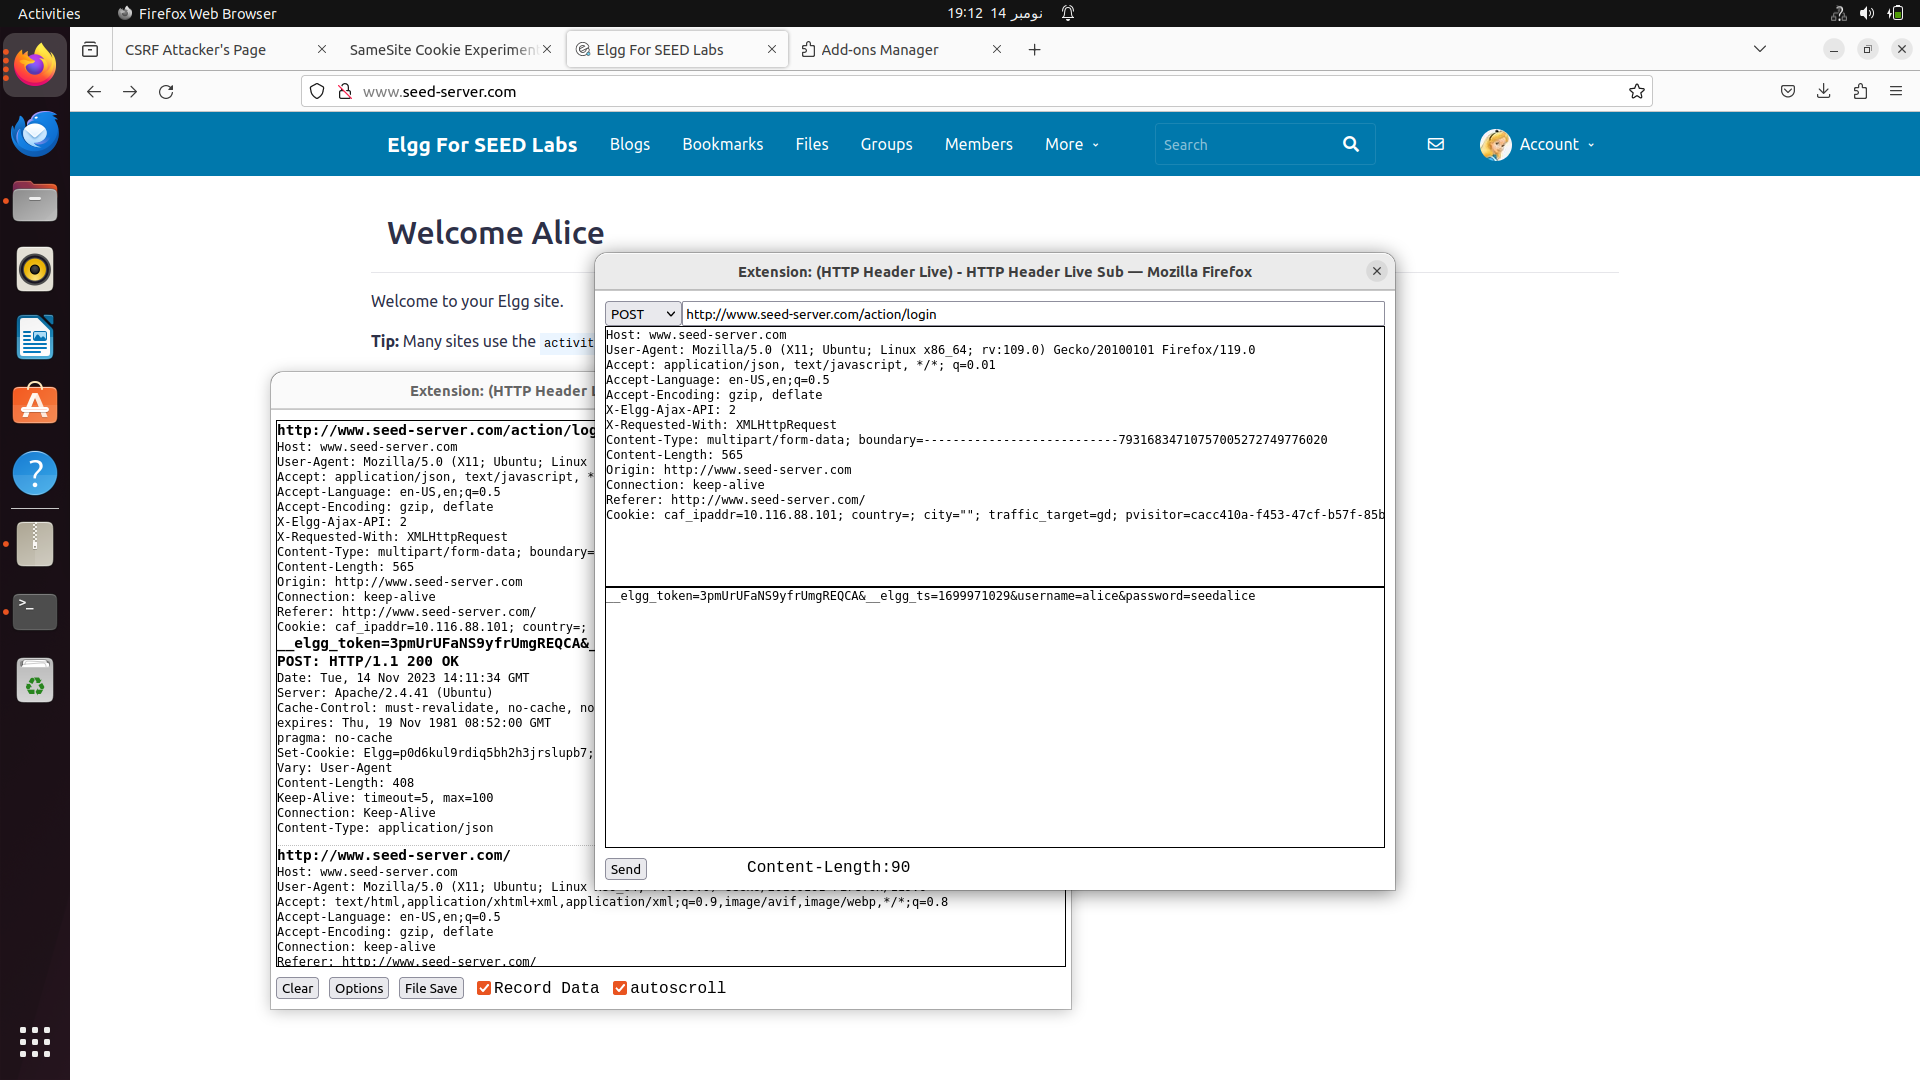 Activities
Firefox Web Browser
19:12 14 نومبر
CSRF Attacker's Page
SameSite Cookie Experimen
Elgg For SEED Labs
Add-ons Manager
www.seed-server.com
Elgg For SEED Labs
Blogs
Bookmarks
Files
Groups
Members
More
Search
Account
Welcome Alice
Welcome to your Elgg site.
Tip: Many sites use the activit
Extension: (HTTP Header Live) - HTTP Header Live Sub — Mozilla Firefox
POST
http://www.seed-server.com/action/login
Host: www.seed-server.com
User-Agent: Mozilla/5.0 (X11; Ubuntu; Linux x86_64; rv:109.0) Gecko/20100101 Firefox/119.0
Accept: application/json, text/javascript, */*; q=0.01
Accept-Language: en-US,en;q=0.5
Accept-Encoding: gzip, deflate
X-Elgg-Ajax-API: 2
X-Requested-With: XMLHttpRequest
Content-Type: multipart/form-data; boundary=---------------------------79316834710757005272749776020
Content-Length: 565
Origin: http://www.seed-server.com
Connection: keep-alive
Referer: http://www.seed-server.com/
Cookie: caf_ipaddr=10.116.88.101; country=; city=""; traffic_target=gd; pvisitor=cacc410a-f453-47cf-b57f-85b
__elgg_token=3pmUrUFaNS9yfrUmgREQCA&__elgg_ts=1699971029&username=alice&password=seedalice
Send
Content-Length:90
Extension: (HTTP Header L
http://www.seed-server.com/action/log
Host: www.seed-server.com
User-Agent: Mozilla/5.0 (X11; Ubuntu; Linux
Accept: application/json, text/javascript, *
Accept-Language: en-US,en;q=0.5
Accept-Encoding: gzip, deflate
X-Elgg-Ajax-API: 2
X-Requested-With: XMLHttpRequest
Content-Type: multipart/form-data; boundary=
Content-Length: 565
Origin: http://www.seed-server.com
Connection: keep-alive
Referer: http://www.seed-server.com/
Cookie: caf_ipaddr=10.116.88.101; country=;
__elgg_token=3pmUrUFaNS9yfrUmgREQCA&_
POST: HTTP/1.1 200 OK
Date: Tue, 14 Nov 2023 14:11:34 GMT
Server: Apache/2.4.41 (Ubuntu)
Cache-Control: must-revalidate, no-cache, no
expires: Thu, 19 Nov 1981 08:52:00 GMT
pragma: no-cache
Set-Cookie: Elgg=p0d6kul9rdiq5bh2h3jrslupb7;
Vary: User-Agent
Content-Length: 408
Keep-Alive: timeout=5, max=100
Connection: Keep-Alive
Content-Type: application/json
http://www.seed-server.com/
Host: www.seed-server.com
User-Agent: Mozilla/5.0 (X11; Ubuntu; Linux
Accept: text/html,application/xhtml+xml,application/xml;q=0.9,image/avif,image/webp,*/*;q=0.8
Accept-Language: en-US,en;q=0.5
Accept-Encoding: gzip, deflate
Connection: keep-alive
Referer: http://www.seed-server.com/
Clear
Options
File Save
Record Data
autoscroll